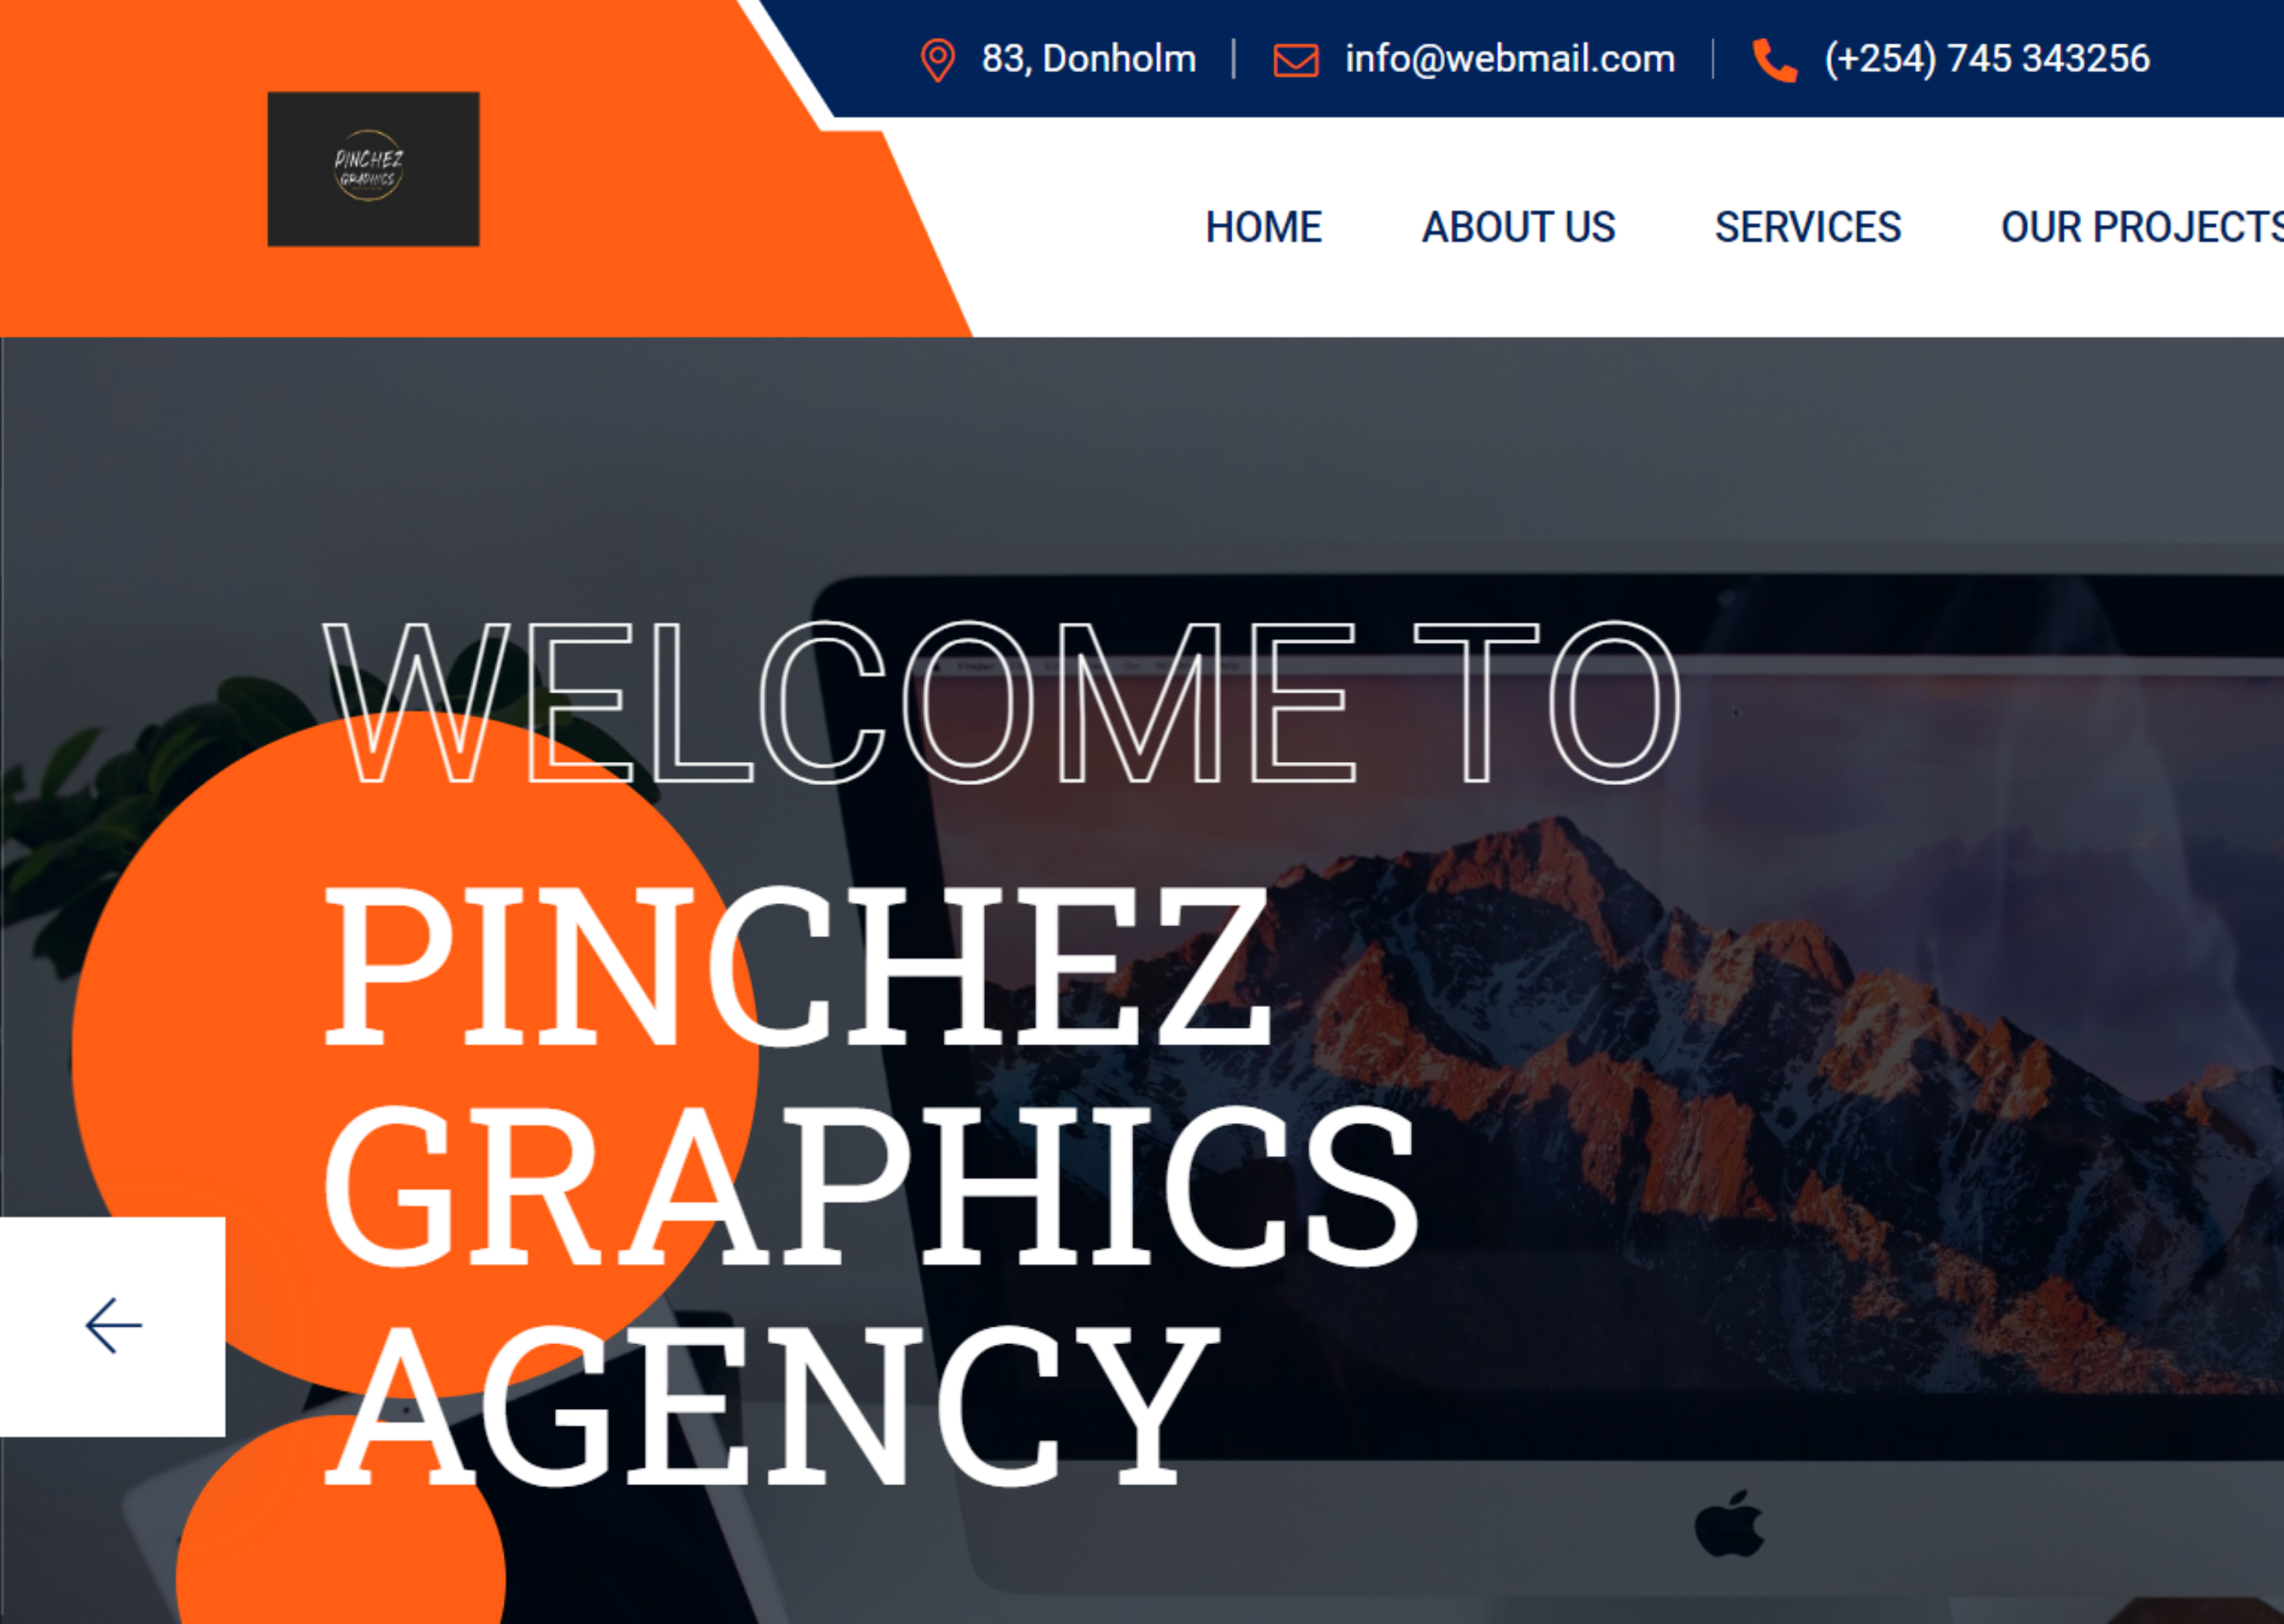 83, Donholm
info@webmail.com
(+254) 745 343256
PINCHEZ
GRAPHICS
HOME
ABOUT US
SERVICES
OUR PROJECTS
WELCOME TO
PINCHEZ
GRAPHICS
AGENCY